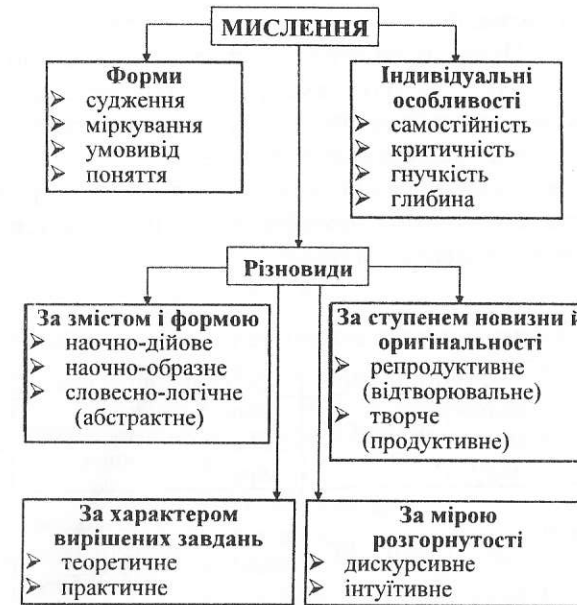 МИСЛЕННЯ
Форми
➤ судження
➤ міркування
➤ умовивід
➤ поняття
Індивідуальні
особливості
➤ самостійність
➤ критичність
➤ гнучкість
➤ глибина
Різновиди
За змістом і формою
➤ наочно-дійове
➤ наочно-образне
➤ словесно-логічне
(абстрактне)
За ступенем новизни й
оригінальності
➤ репродуктивне
(відтворювальне)
➤ творче
(продуктивне)
За характером
вирішених завдань
➤ теоретичне
➤ практичне
За мірою
розгорнутості
➤ дискурсивне
➤ інтуїтивне